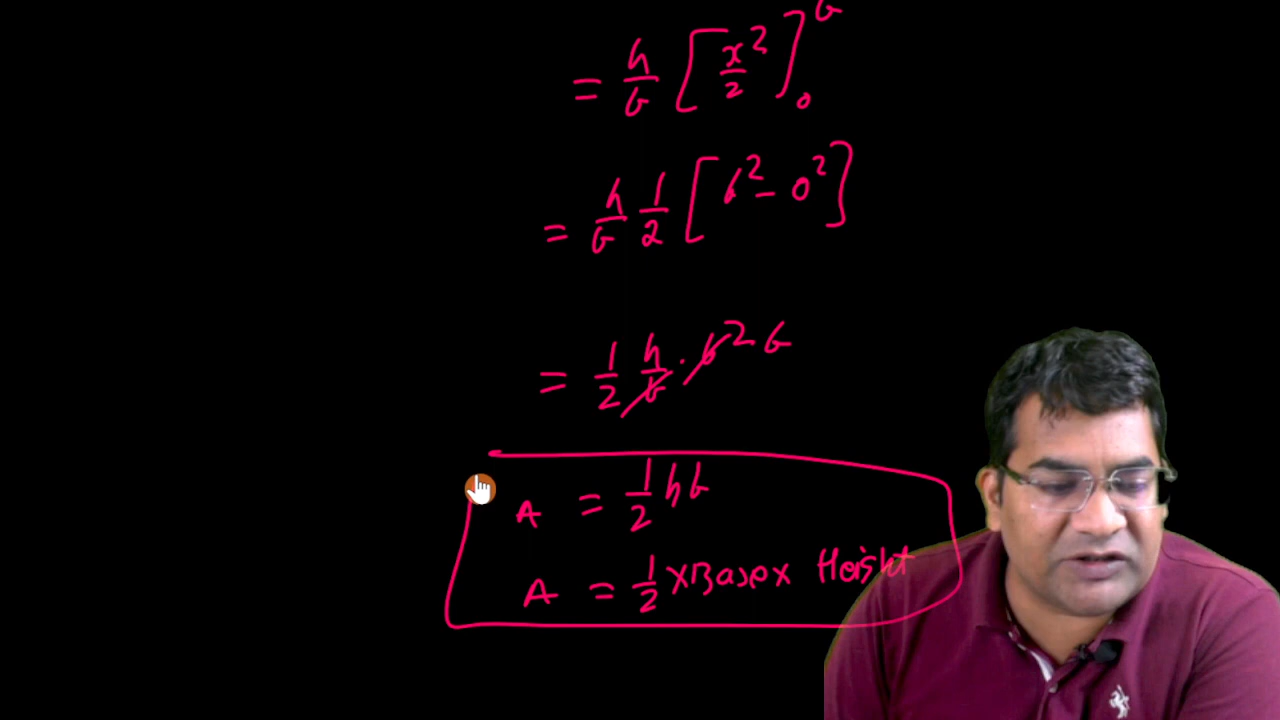 = h/b [x²/2]₀ᵇ
= h/b 1/2 [b² - 0²]
= 1/2 h/b · b² b
A = 1/2 hb
A = 1/2 x Base x Height